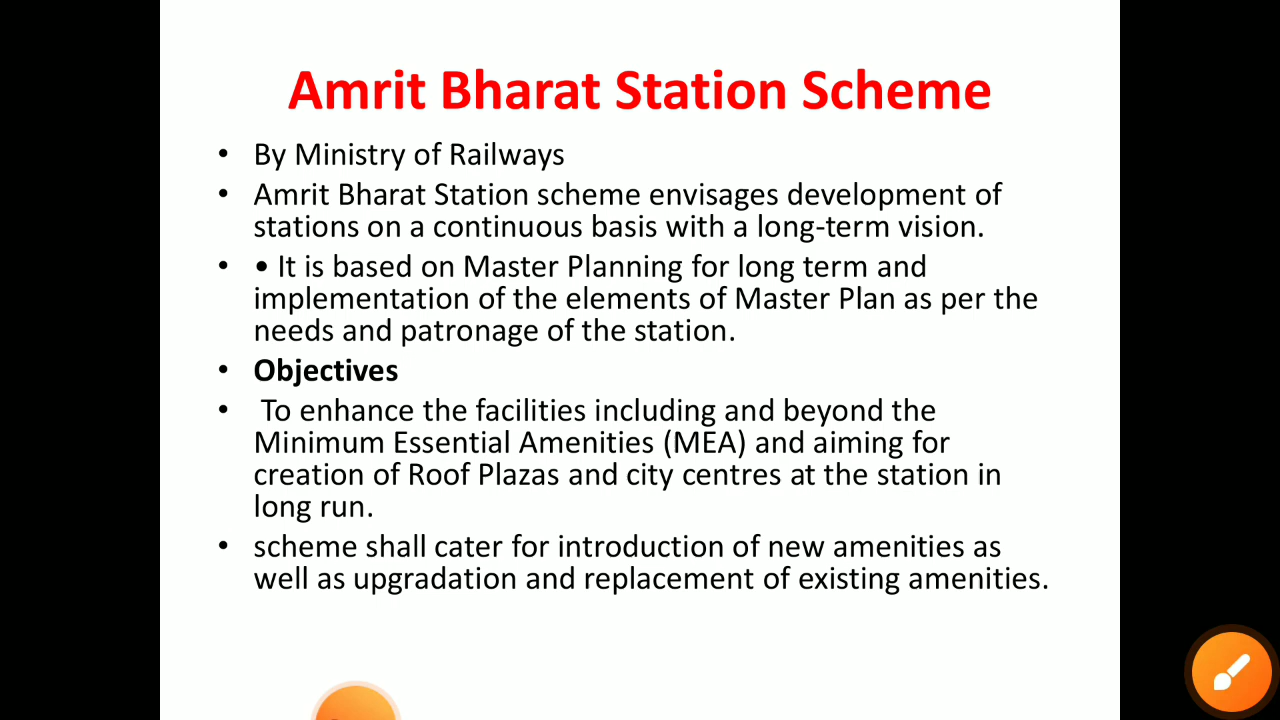 Amrit Bharat Station Scheme
• By Ministry of Railways
• Amrit Bharat Station scheme envisages development of
stations on a continuous basis with a long-term vision.
• • It is based on Master Planning for long term and
implementation of the elements of Master Plan as per the
needs and patronage of the station.
• Objectives
• To enhance the facilities including and beyond the
Minimum Essential Amenities (MEA) and aiming for
creation of Roof Plazas and city centres at the station in
long run.
• scheme shall cater for introduction of new amenities as
well as upgradation and replacement of existing amenities.